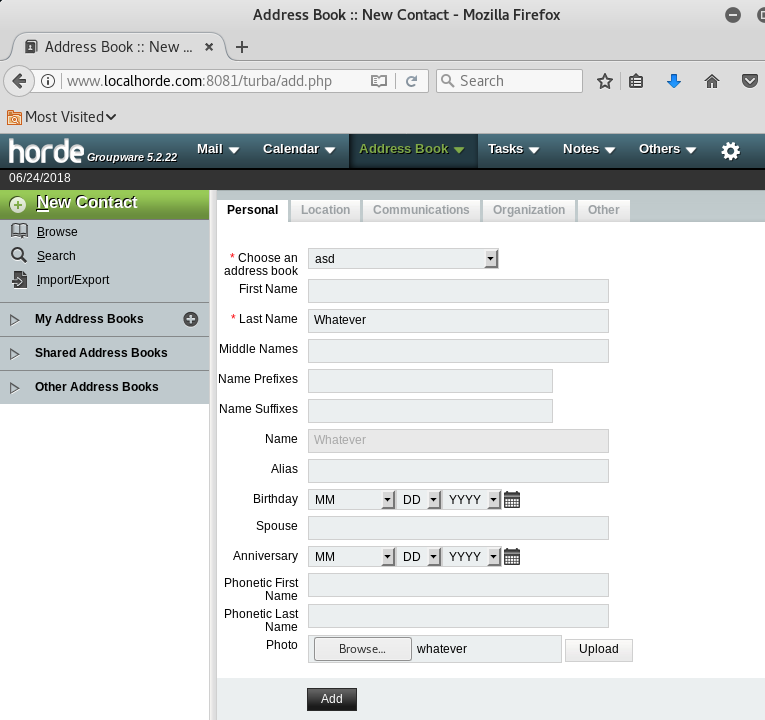 Address Book :: New Contact - Mozilla Firefox
Address Book :: New ...
www.localhorde.com:8081/turba/add.php
Search
Most Visited
horde Groupware 5.2.22
Mail
Calendar
Address Book
Tasks
Notes
Others
06/24/2018
New Contact
Browse
Search
Import/Export
My Address Books
Shared Address Books
Other Address Books
Personal
Location
Communications
Organization
Other
* Choose an
address book
asd
First Name
* Last Name
Whatever
Middle Names
Name Prefixes
Name Suffixes
Name
Whatever
Alias
Birthday
MM
DD
YYYY
Spouse
Anniversary
MM
DD
YYYY
Phonetic First
Name
Phonetic Last
Name
Photo
Browse...
whatever
Upload
Add